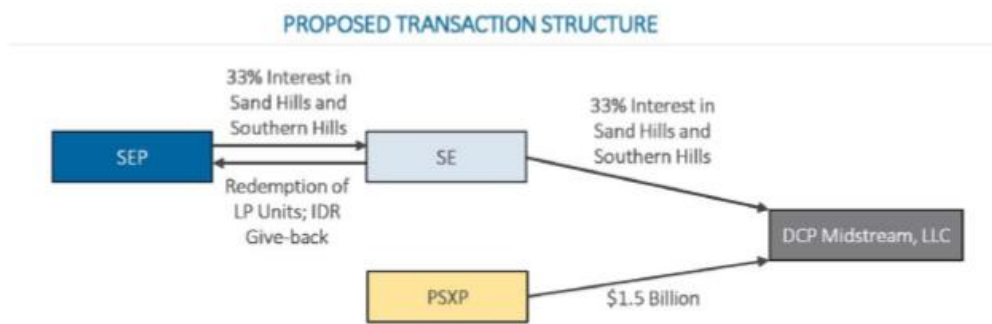 PROPOSED TRANSACTION STRUCTURE
33% Interest in
Sand Hills and
Southern Hills
33% Interest in
Sand Hills and
Southern Hills
SEP
SE
Redemption of
LP Units; IDR
Give-back
DCP Midstream, LLC
PSXP
$1.5 Billion